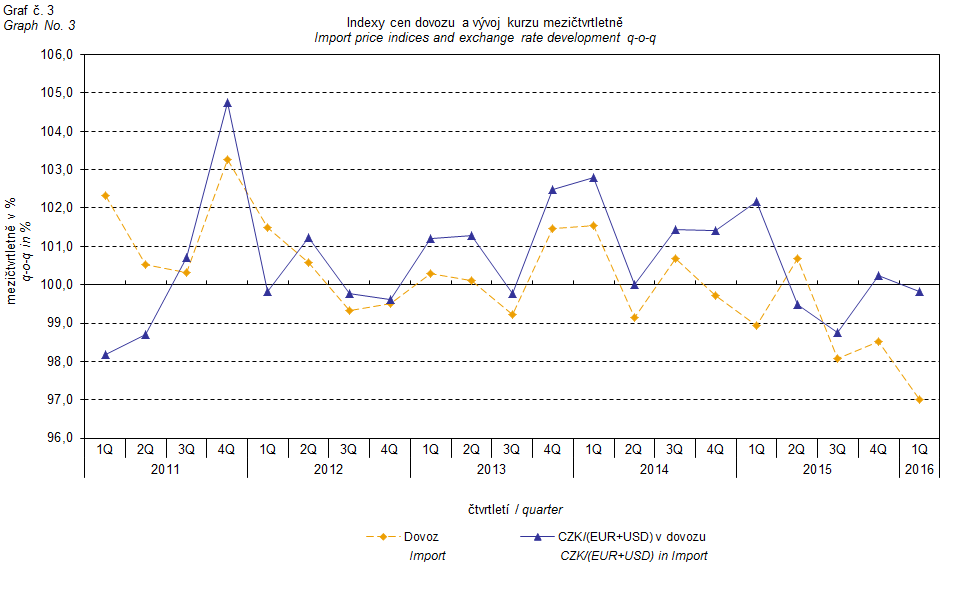 Graf č. 3
Graph No. 3
Indexy cen dovozu a vývoj kurzu mezičtvrtletně
Import price indices and exchange rate development q-o-q
mezičtvrtletně v %
q-o-q in %
106,0
105,0
104,0
103,0
102,0
101,0
100.0
99,0
98,0
97,0
96,0
1Q 2Q 3Q 4Q 1Q 2Q 3Q 4Q 1Q 2Q 3Q 4Q 1Q 2Q 3Q 4Q 1Q 2Q 3Q 4Q 1Q
2011 2012 2013 2014 2015 2016
čtvrtletí / quarter
Dovoz CZK/(EUR+USD) v dovozu
Import CZK/(EUR+USD) in Import